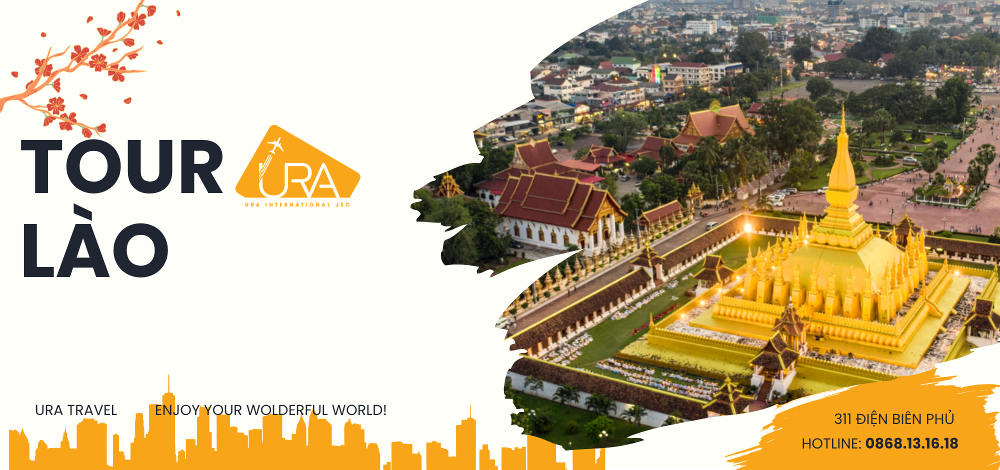 TOUR
LÀO
URA
URA INTERNATIONAL JSC
URA TRAVEL
ENJOY YOUR WOLDERFUL WORLD!
311 ĐIỆN BIÊN PHỦ
HOTLINE: 0868.13.16.18